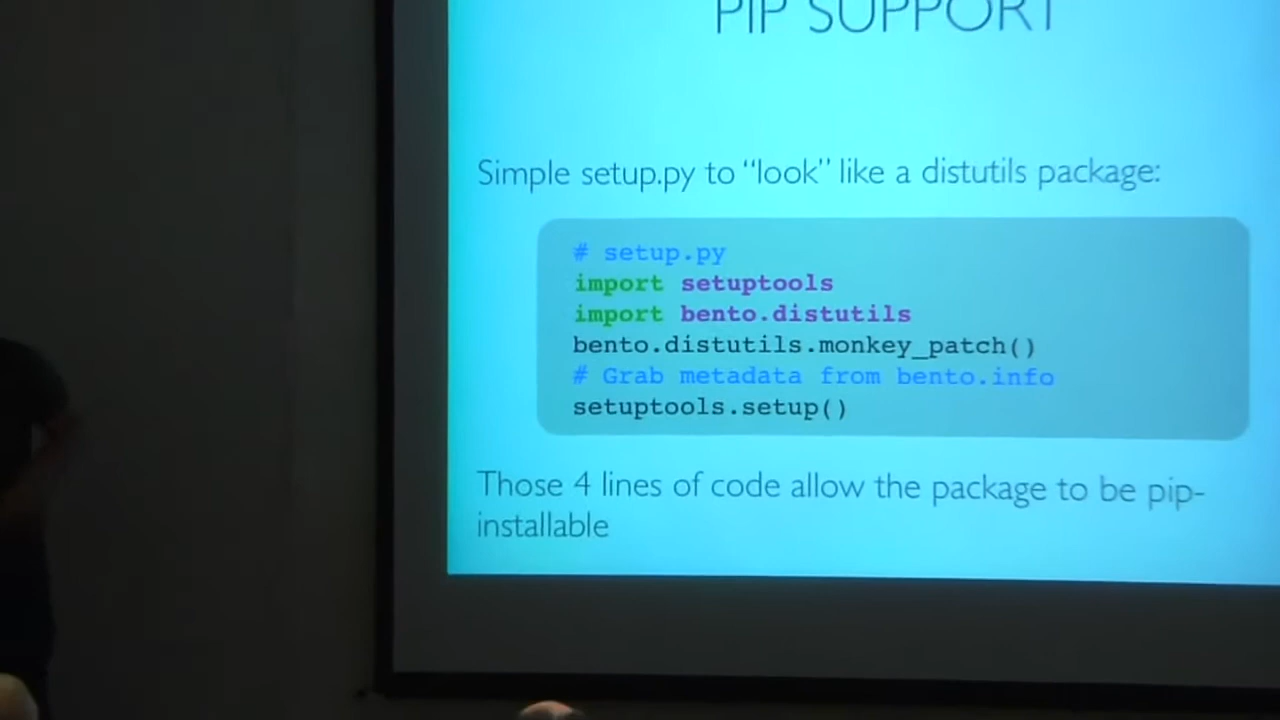 PIP SUPPORT
Simple setup.py to “look” like a distutils package:
# setup.py
import setuptools
import bento.distutils
bento.distutils.monkey_patch()
# Grab metadata from bento.info
setuptools.setup()
Those 4 lines of code allow the package to be pip-
installable